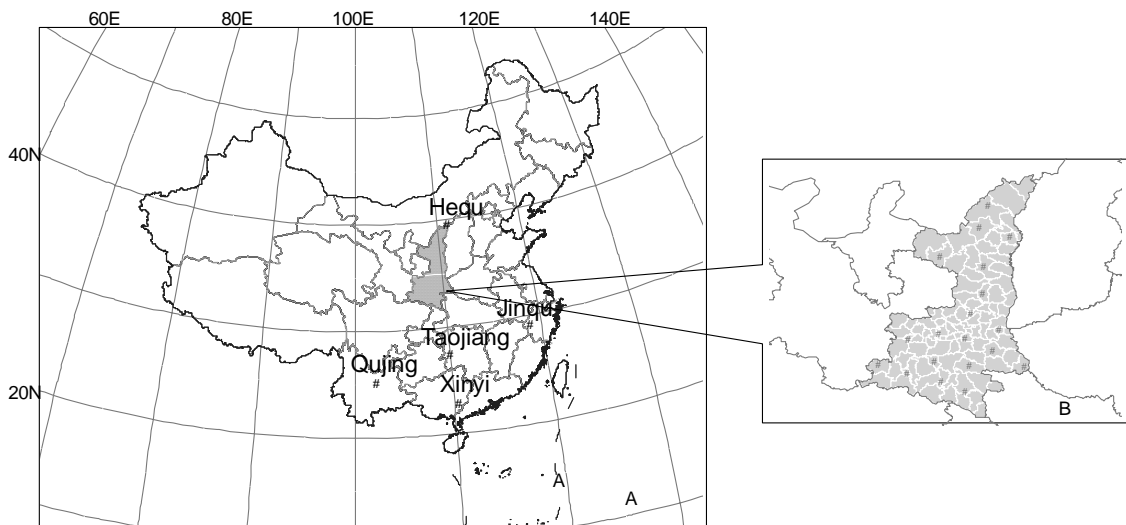 60E 80E 100E 120E 140E
40N
Hequ
#
Jinqu
#
Taojiang
#
Qujing
#
Xinyi
#
20N
A
A
B